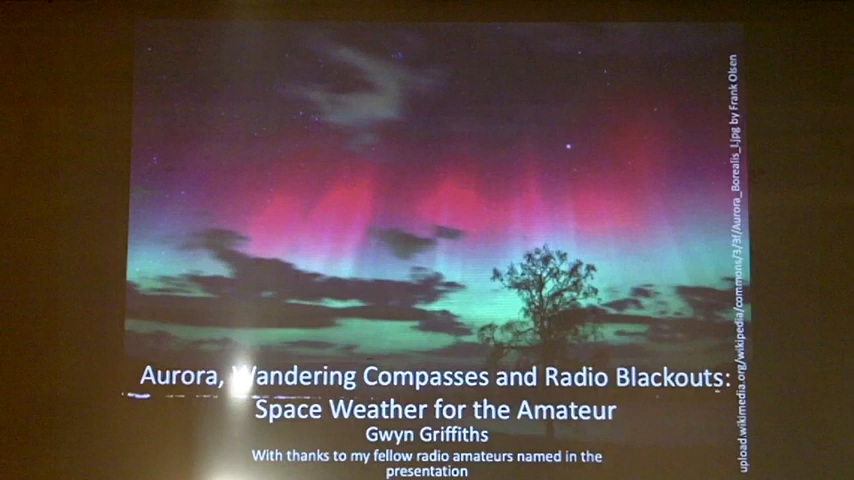 Aurora, Wandering Compasses and Radio Blackouts:
Space Weather for the Amateur
Gwyn Griffiths
With thanks to my fellow radio amateurs named in the
presentation
upload.wikimedia.org/wikipedia/commons/3/3f/Aurora_Borealis_I.jpg by Frank Olsen